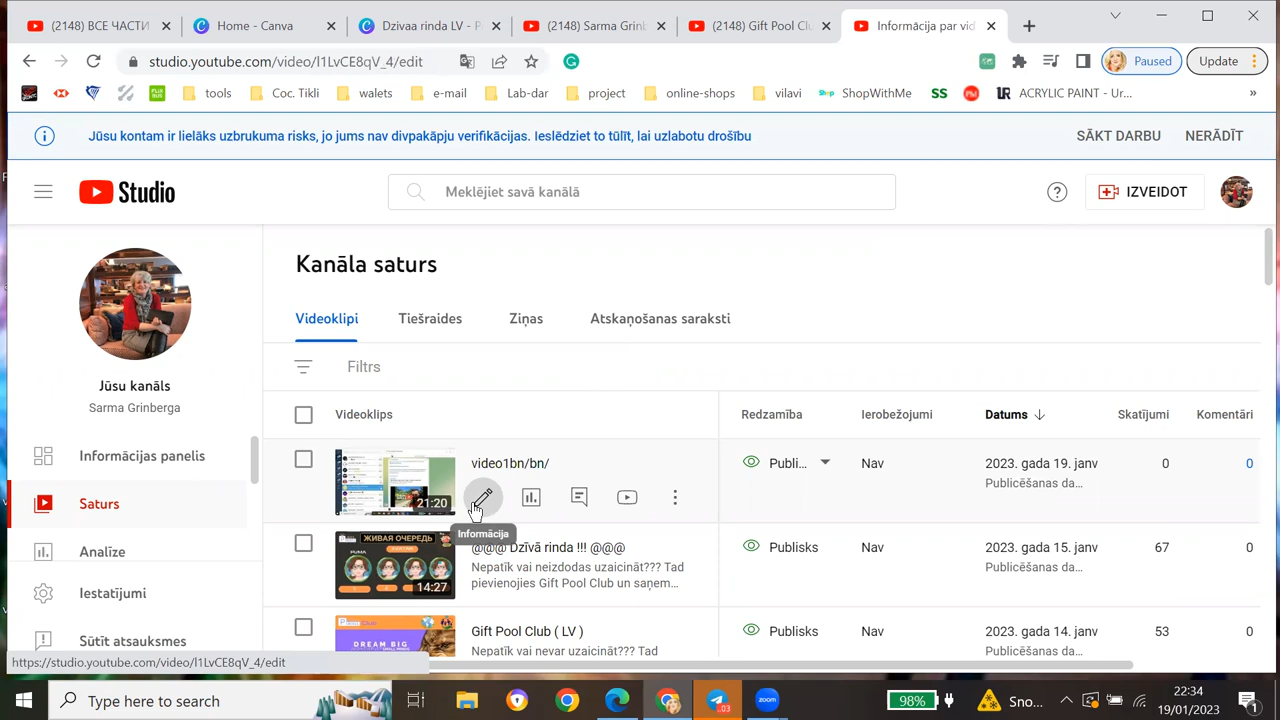 (2148) ВСЕ ЧАСТИ
Home - Canva
Dzivaa rinda LV - P
(2148) Sarma Grinb
(2148) Gift Pool Clu
Informācija par vid
studio.youtube.com/video/l1LvCE8qV_4/edit
Paused
Update
tools
Coc. Tikli
walets
e-mail
Lab-dar
project
online-shops
vilavi
ShopWithMe
SS
ACRYLIC PAINT - Ur...
»
Jūsu kontam ir lielāks uzbrukuma risks, jo jums nav divpakāpju verifikācijas. Ieslēdziet to tūlīt, lai uzlabotu drošību
SĀKT DARBU
NERĀDĪT
Studio
Meklējiet savā kanālā
IZVEIDOT
Kanāla saturs
Videoklipi
Tiešraides
Ziņas
Atskaņošanas saraksti
Filtrs
Jūsu kanāls
Sarma Grinberga
Informācijas panelis
Saturs
Analīze
Iestatījumi
Sūtīt atsauksmes
Videoklips
Redzamība
Ierobežojumi
Datums
Skatījumi
Komentāri
video1bn/bn/
21:20
Publi...
Nav
2023. gada 19. janv
Publicēšanas da...
0
0
Informācija
ЖИВАЯ ОЧЕРЕДЬ
14:27
@@@ Dzīvā rinda !!! @@@
Nepatīk vai neizdodas uzaicināt??? Tad
pievienojies Gift Pool Club un saņem...
Publisks
Nav
2023. gada 15. janv
Publicēšanas da...
67
0
DREAM BIG
Gift Pool Club ( LV )
Nepatīk vai nevar uzaicināt??? Tad
Publisks
Nav
2023. gada 14. janv
Publicēšanas da...
53
0
https://studio.youtube.com/video/l1LvCE8qV_4/edit
Type here to search
98%
Sno...
22:34
19/01/2023